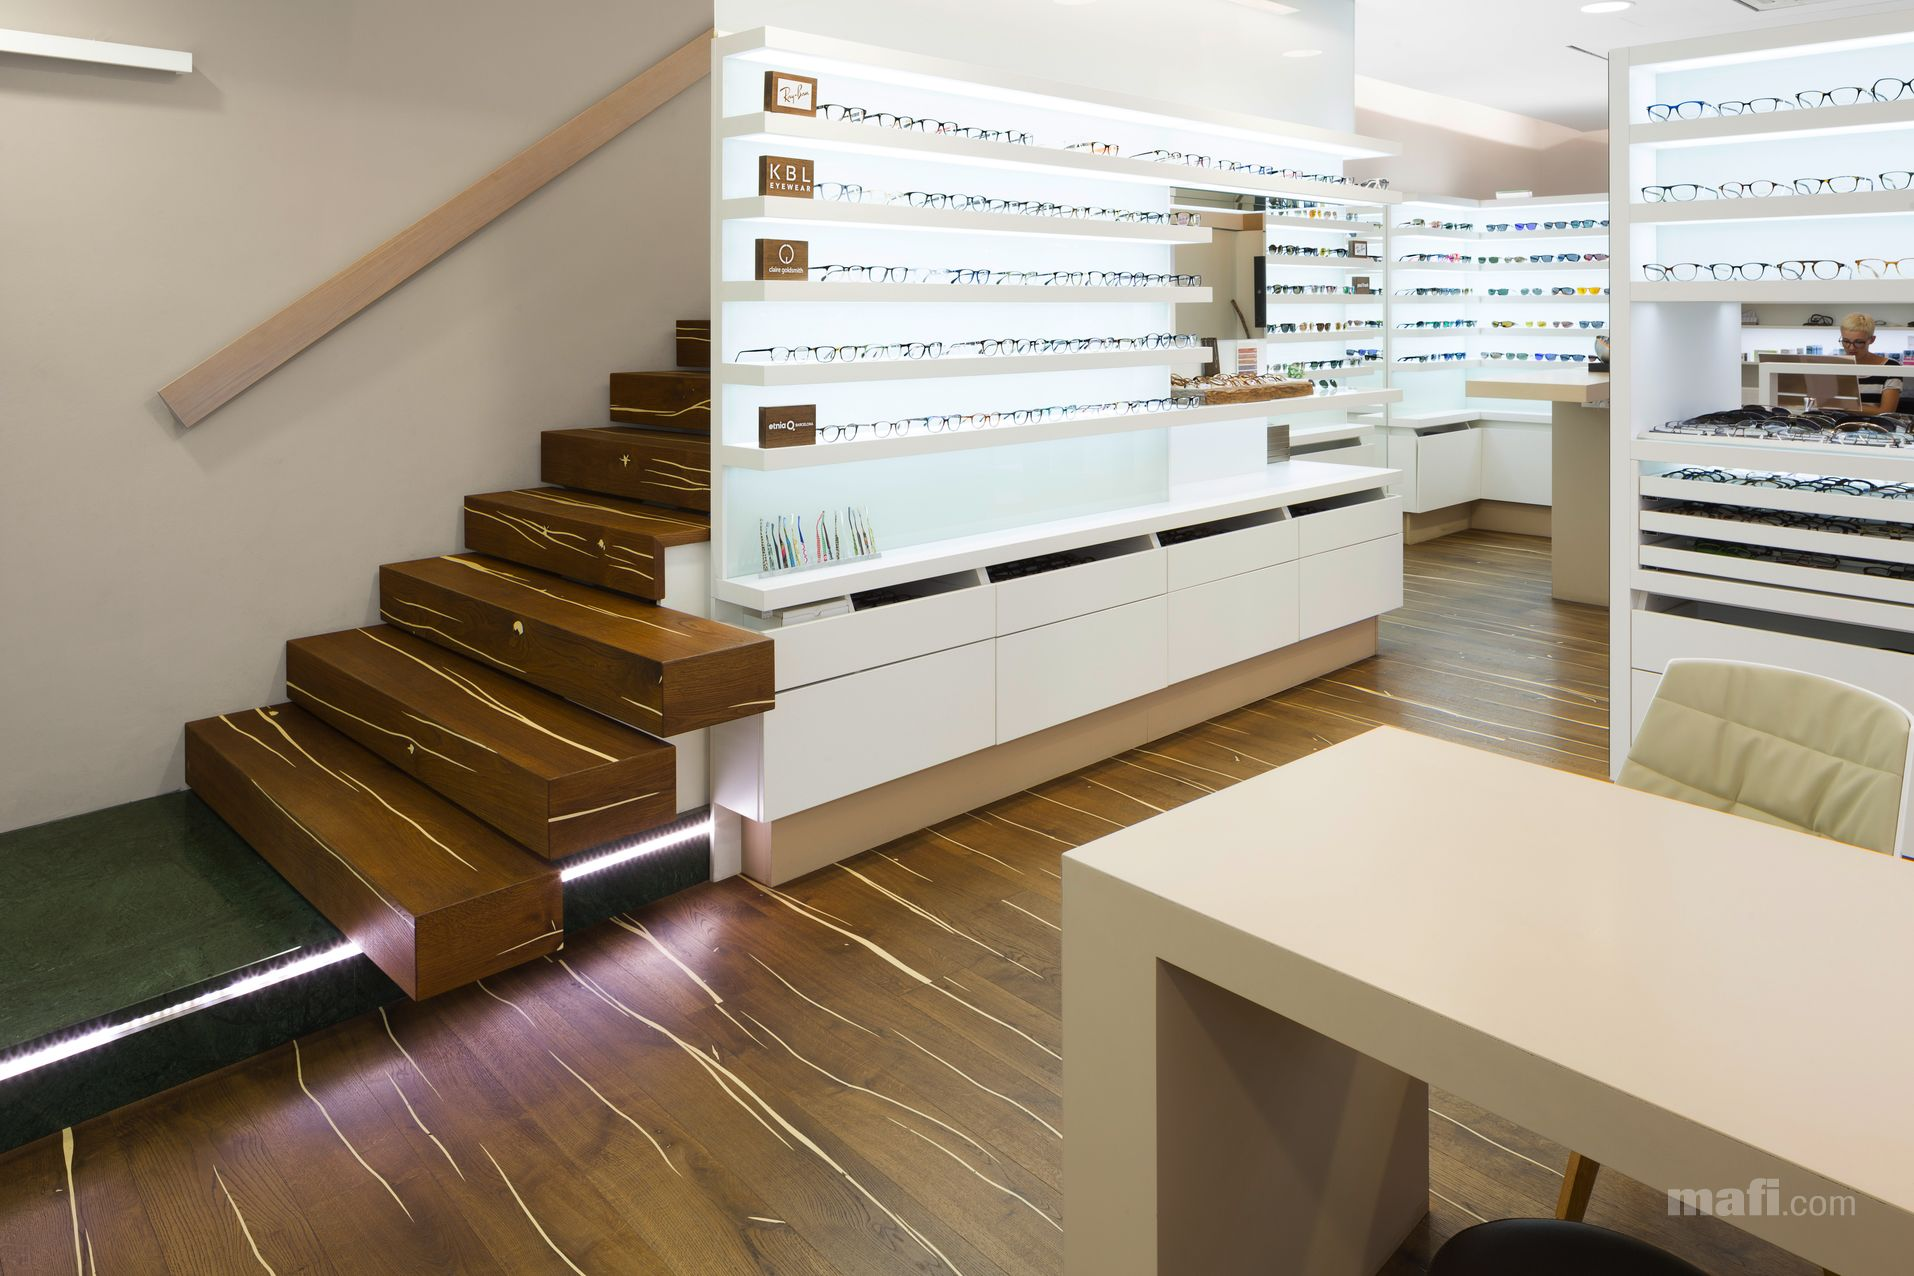 Ray-Ban
KBL
EYEWEAR
claire goldsmith
etnia BARCELONA
mafi.com